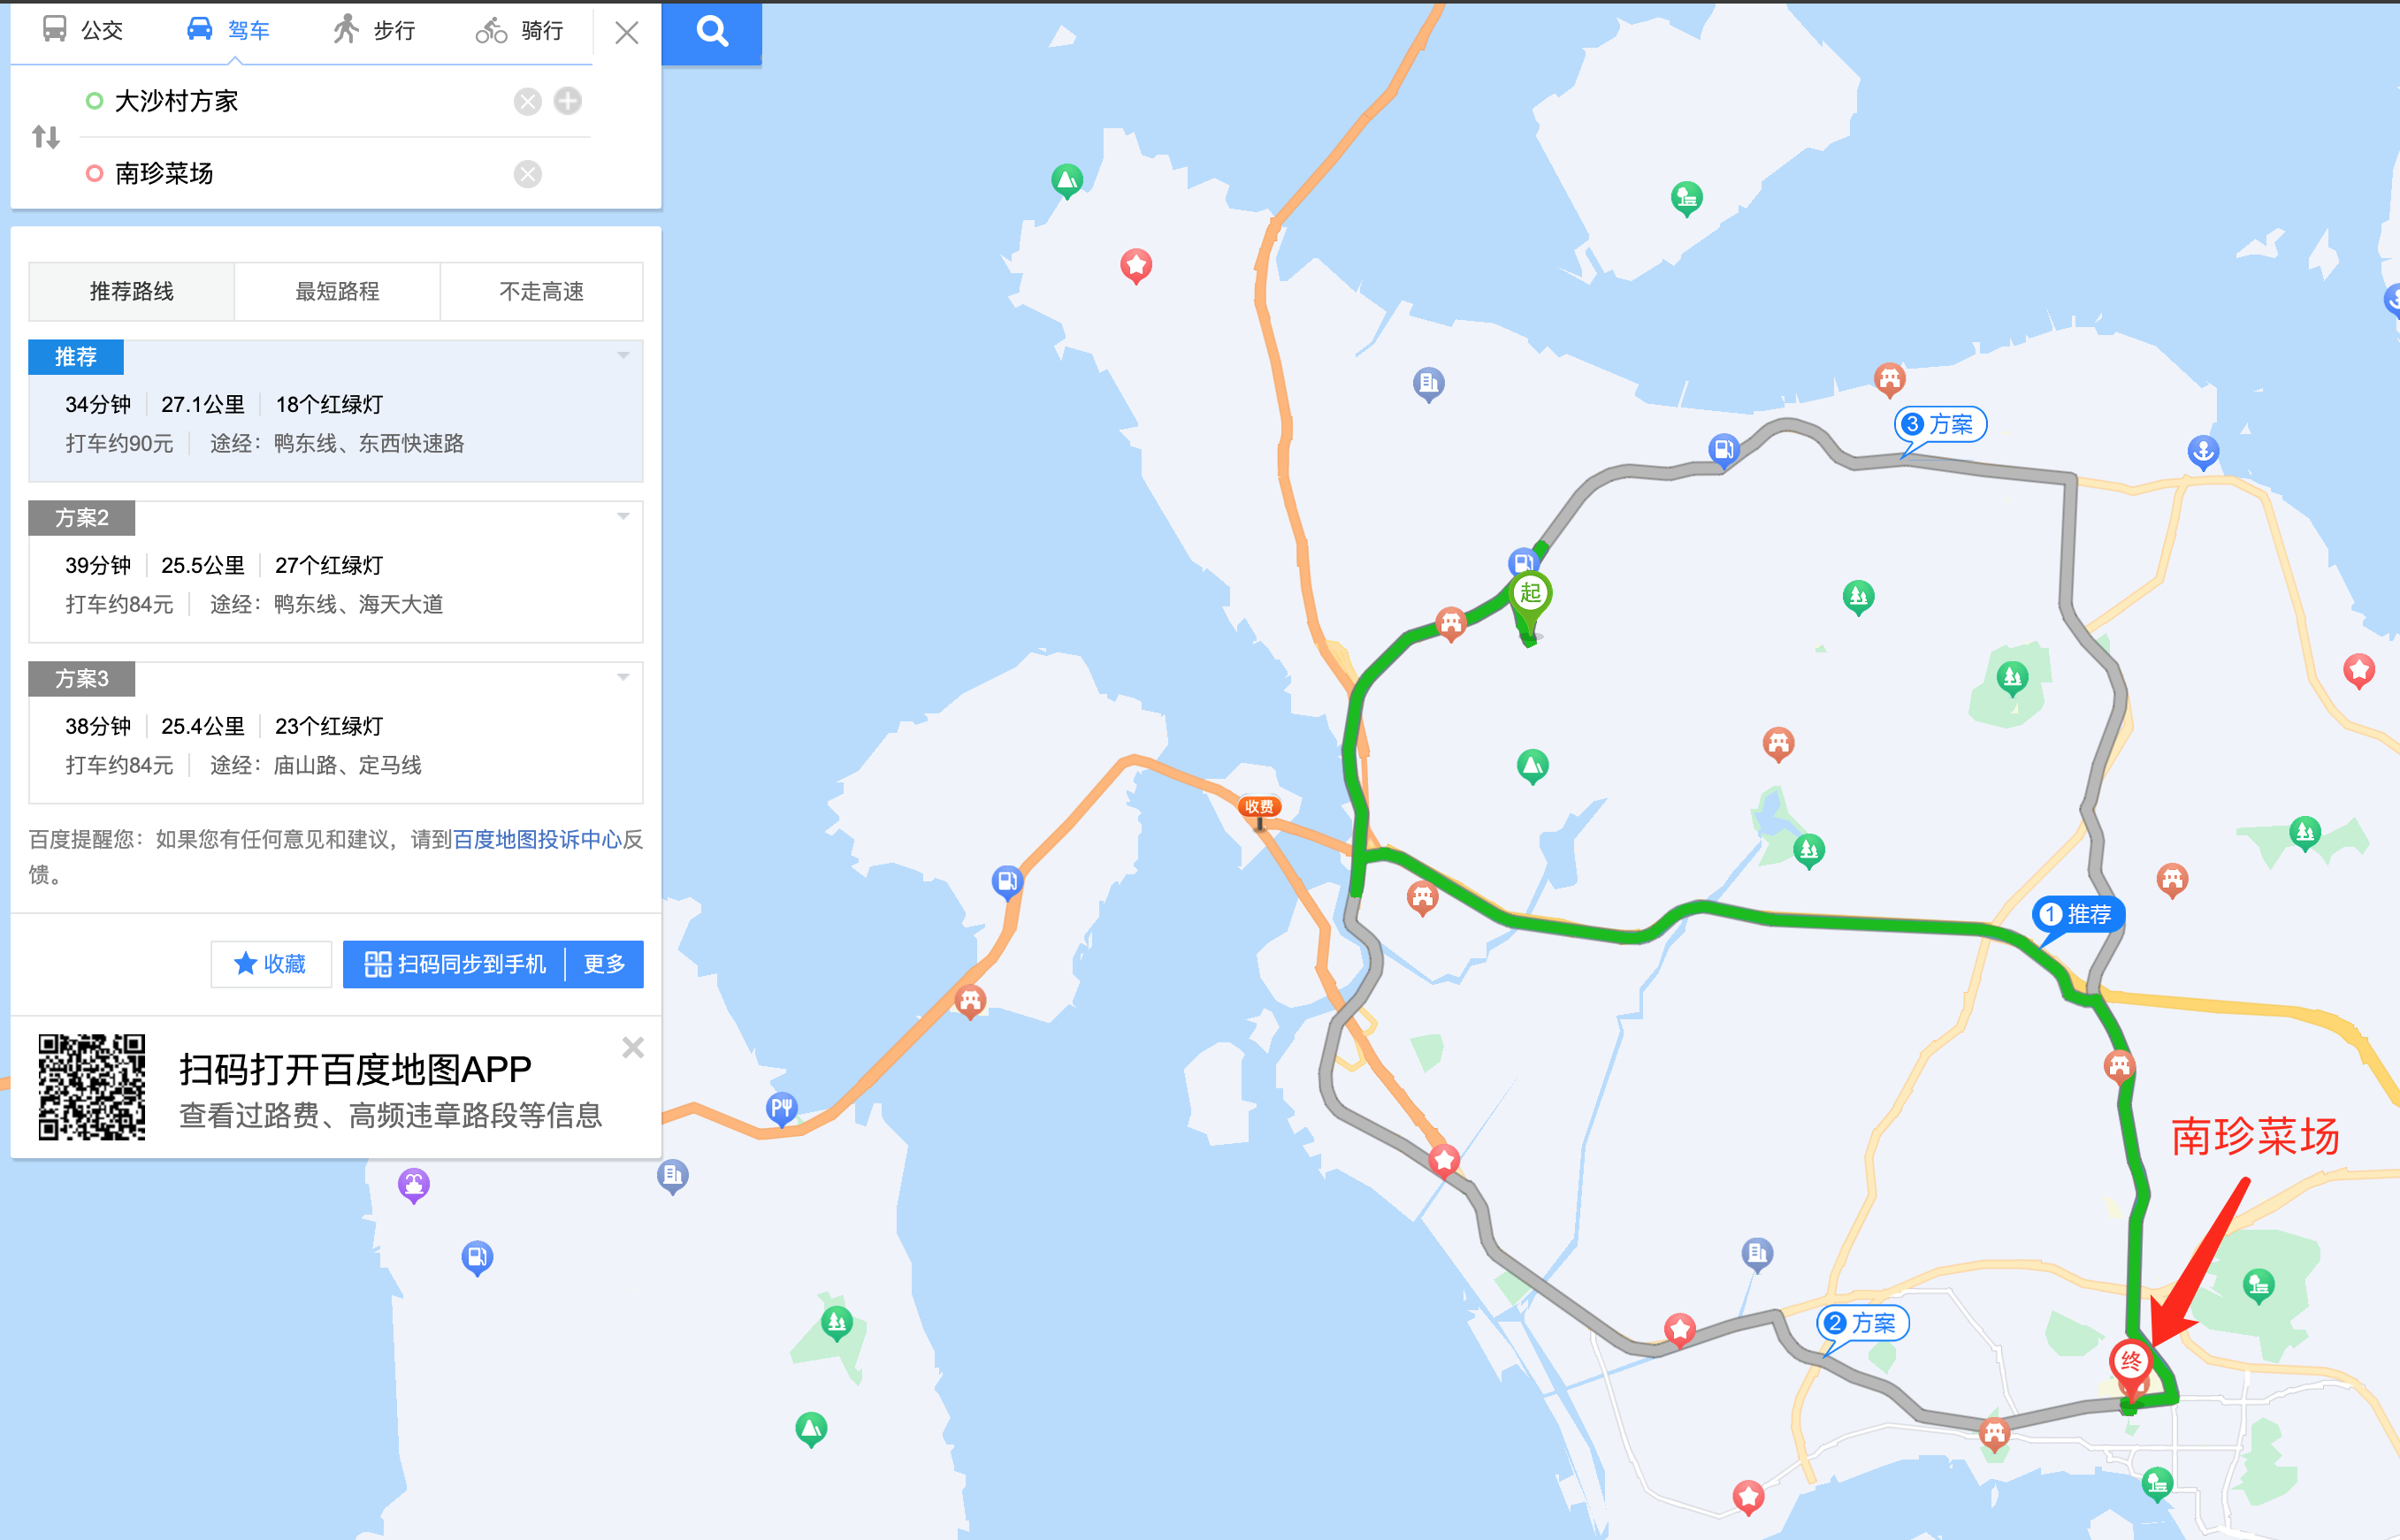 公交
驾车
步行
骑行
大沙村方家
南珍菜场
推荐路线
最短路程
不走高速
推荐
34分钟 27.1公里 18个红绿灯
打车约90元 途经：鸭东线、东西快速路
方案2
39分钟 25.5公里 27个红绿灯
打车约84元 途经：鸭东线、海天大道
方案3
38分钟 25.4公里 23个红绿灯
打车约84元 途经：庙山路、定马线
百度提醒您：如果您有任何意见和建议，请到百度地图投诉中心反
馈。
收藏
扫码同步到手机
更多
扫码打开百度地图APP
查看过路费、高频违章路段等信息
3 方案
起
收费
1 推荐
P
南珍菜场
2 方案
终